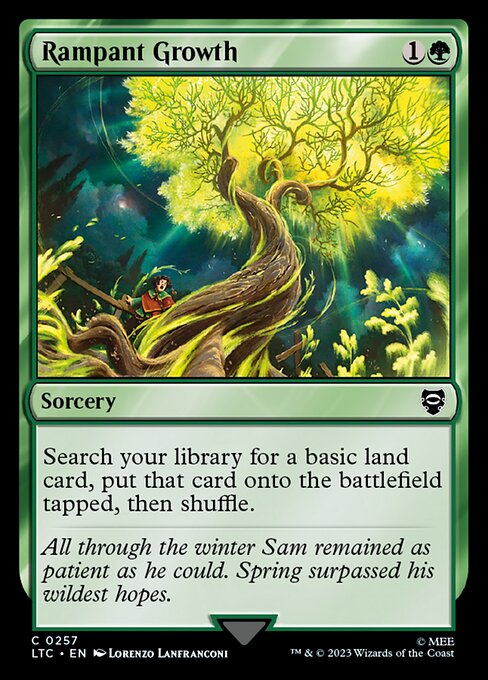 Rampant Growth 1
Sorcery
Search your library for a basic land
card, put that card onto the battlefield
tapped, then shuffle.
All through the winter Sam remained as
patient as he could. Spring surpassed his
wildest hopes.
C 0257 © MEE
LTC • EN Lorenzo Lanfranconi ™ & © 2023 Wizards of the Coast